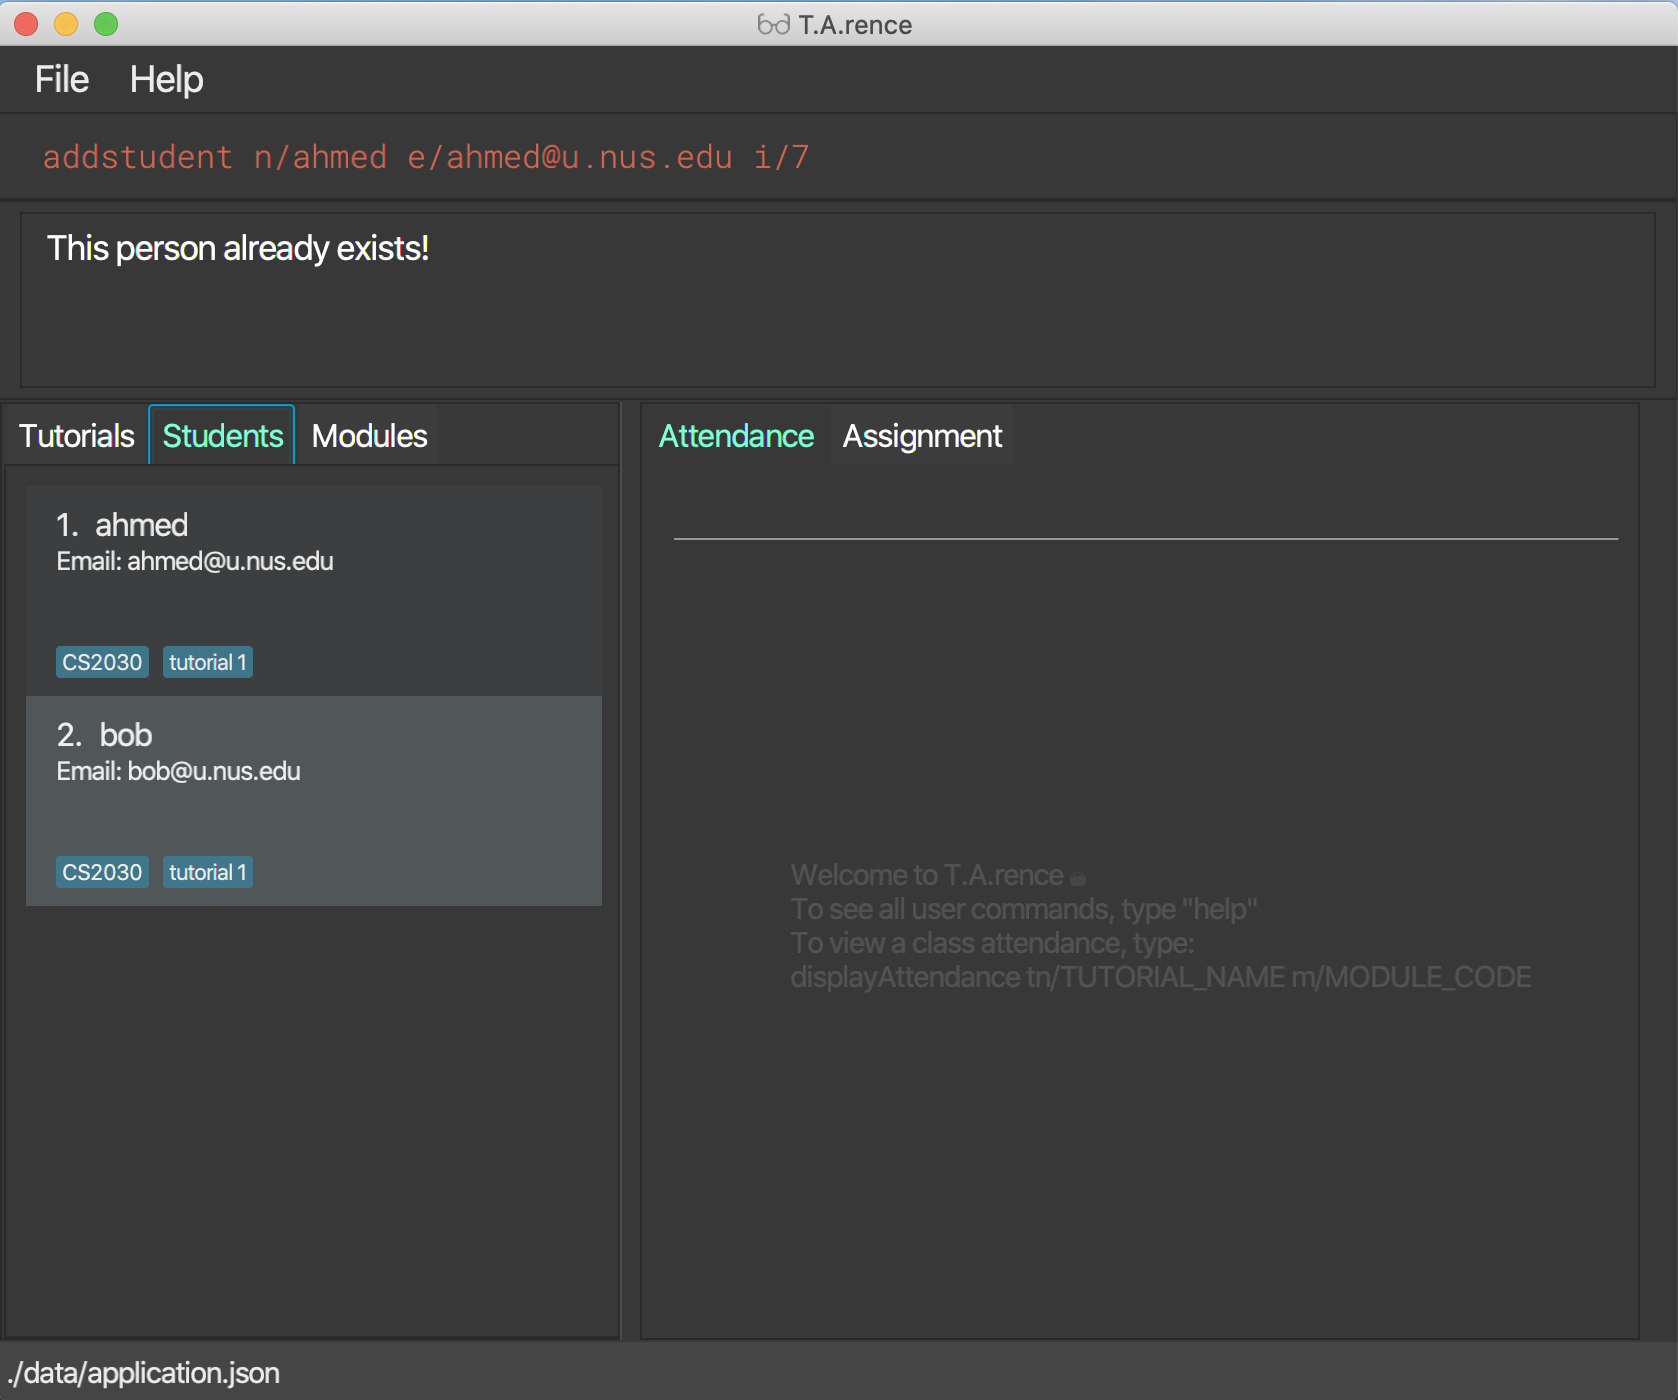 T.A.rence
File Help
addstudent n/ahmed e/ahmed@u.nus.edu i/7
This person already exists!
Tutorials Students Modules
1. ahmed
Email: ahmed@u.nus.edu
CS2030 tutorial 1
2. bob
Email: bob@u.nus.edu
CS2030 tutorial 1
Attendance Assignment
Welcome to T.A.rence
To see all user commands, type "help"
To view a class attendance, type:
displayAttendance tn/TUTORIAL_NAME m/MODULE_CODE
./data/application.json